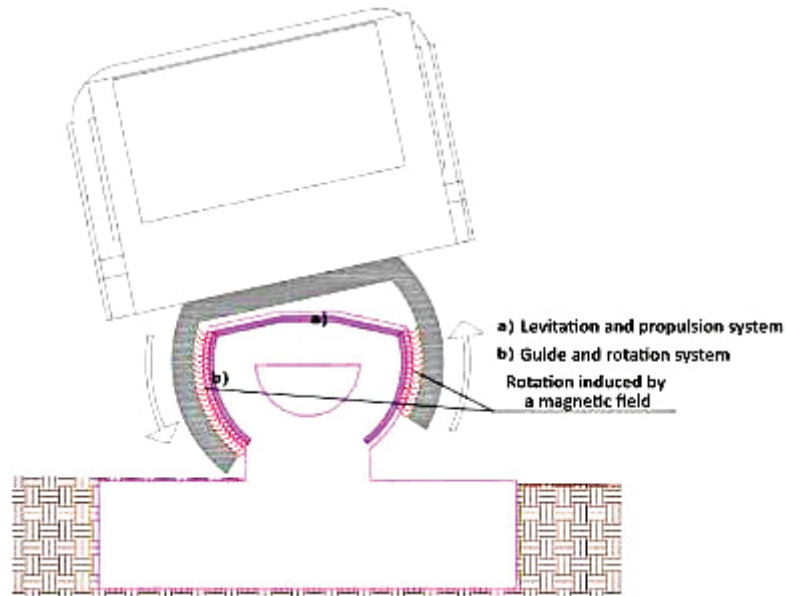 a)
b)
a) Levitation and propulsion system
b) Guide and rotation system
Rotation induced by
a magnetic field